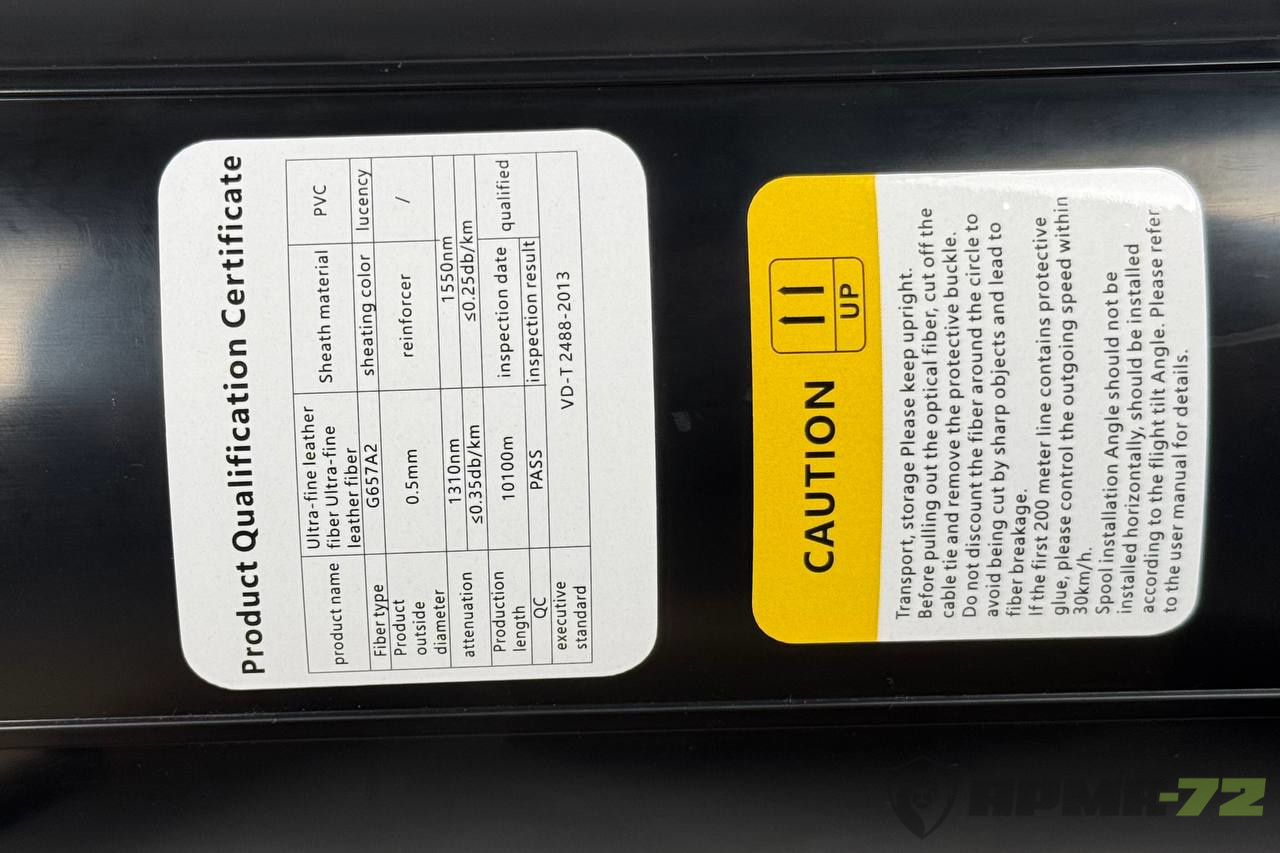 Product Qualification Certificate
product name
Ultra-fine leather
fiber Ultra-fine
leather fiber
Sheath material
PVC
Fiber type
G657A2
sheathing color
lucency
Product
outside
diameter
0.5mm
reinforcer
/
attenuation
1310nm
≤0.35db/km
1550nm
≤0.25db/km
Production
length
10100m
inspection date
qualified
QC
PASS
inspection result
executive
standard
VD-T 2488-2013
CAUTION
UP
Transport, storage Please keep upright.
Before pulling out the optical fiber, cut off the
cable tie and remove the protective buckle.
Do not discount the fiber around the circle to
avoid being cut by sharp objects and lead to
fiber breakage.
If the first 200 meter line contains protective
glue, please control the outgoing speed within
30km/h.
Spool installation Angle should not be
installed horizontally, should be installed
according to the flight tilt Angle. Please refer
to the user manual for details.
АРМА-72